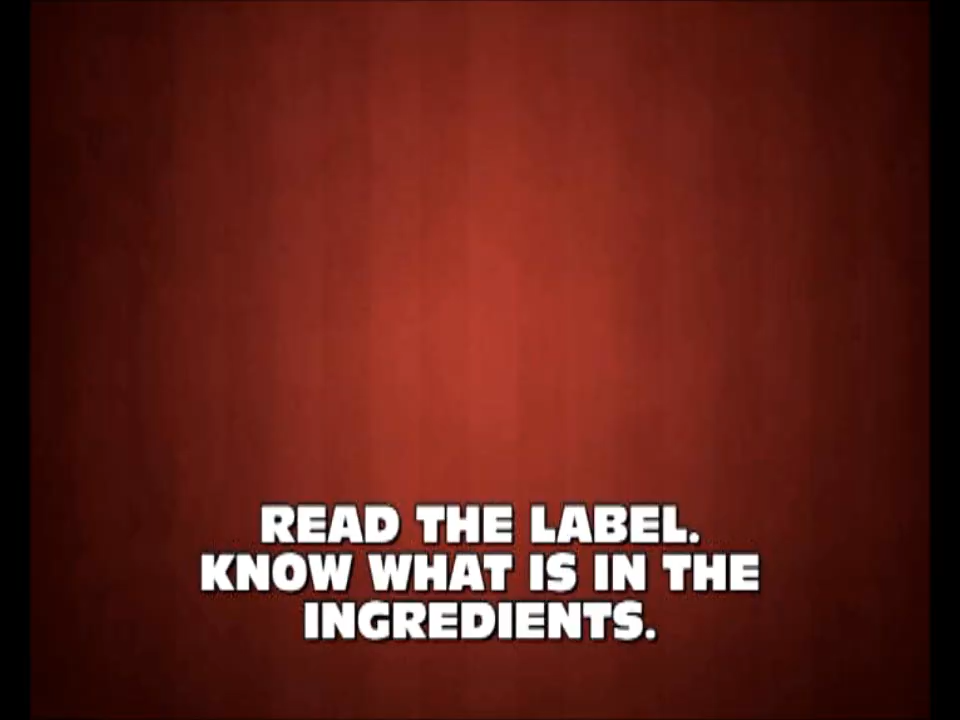 READ THE LABEL.
KNOW WHAT IS IN THE
INGREDIENTS.